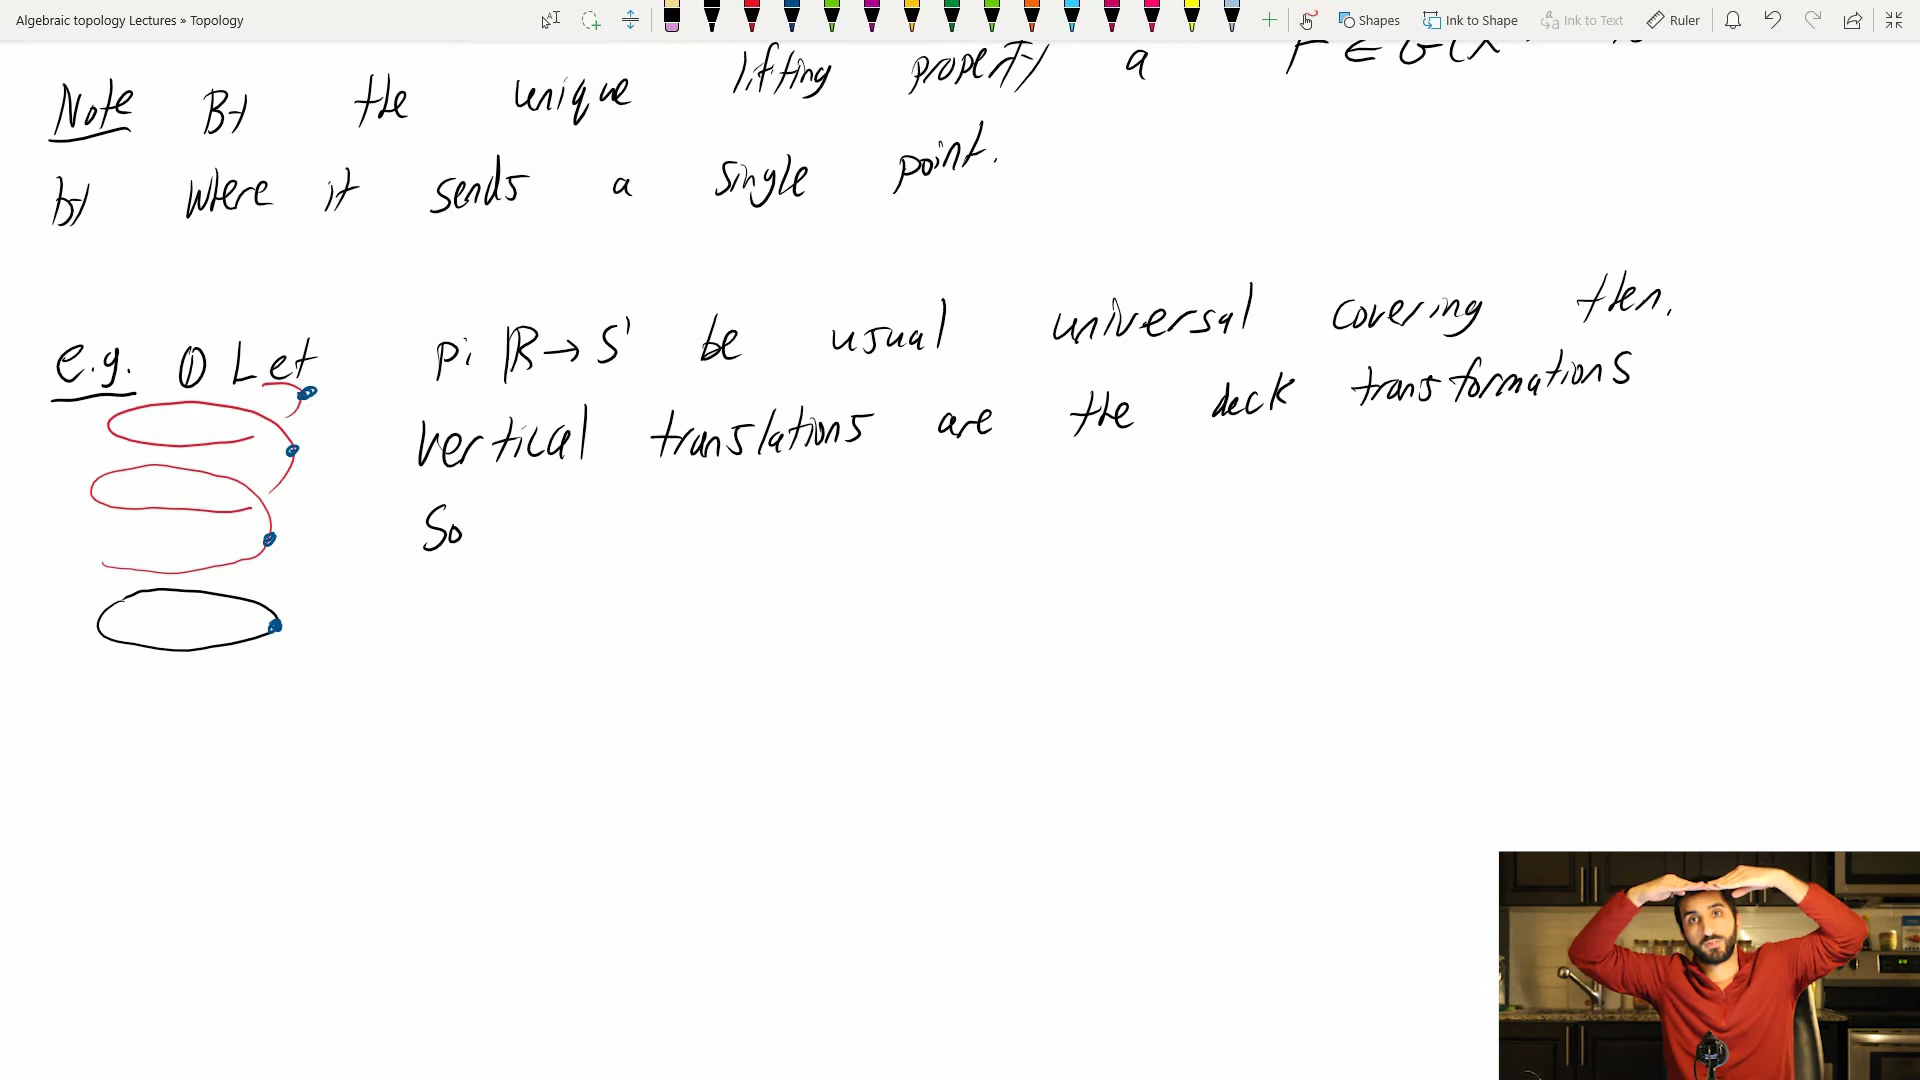 Algebraic topology Lectures » Topology
Shapes Ink to Shape Ink to Text Ruler
Note By the unique lifting property a
by where it sends a single point.
e.g. ① Let p: ℝ → S¹ be usual universal covering then.
vertical translations are the deck transformations
So